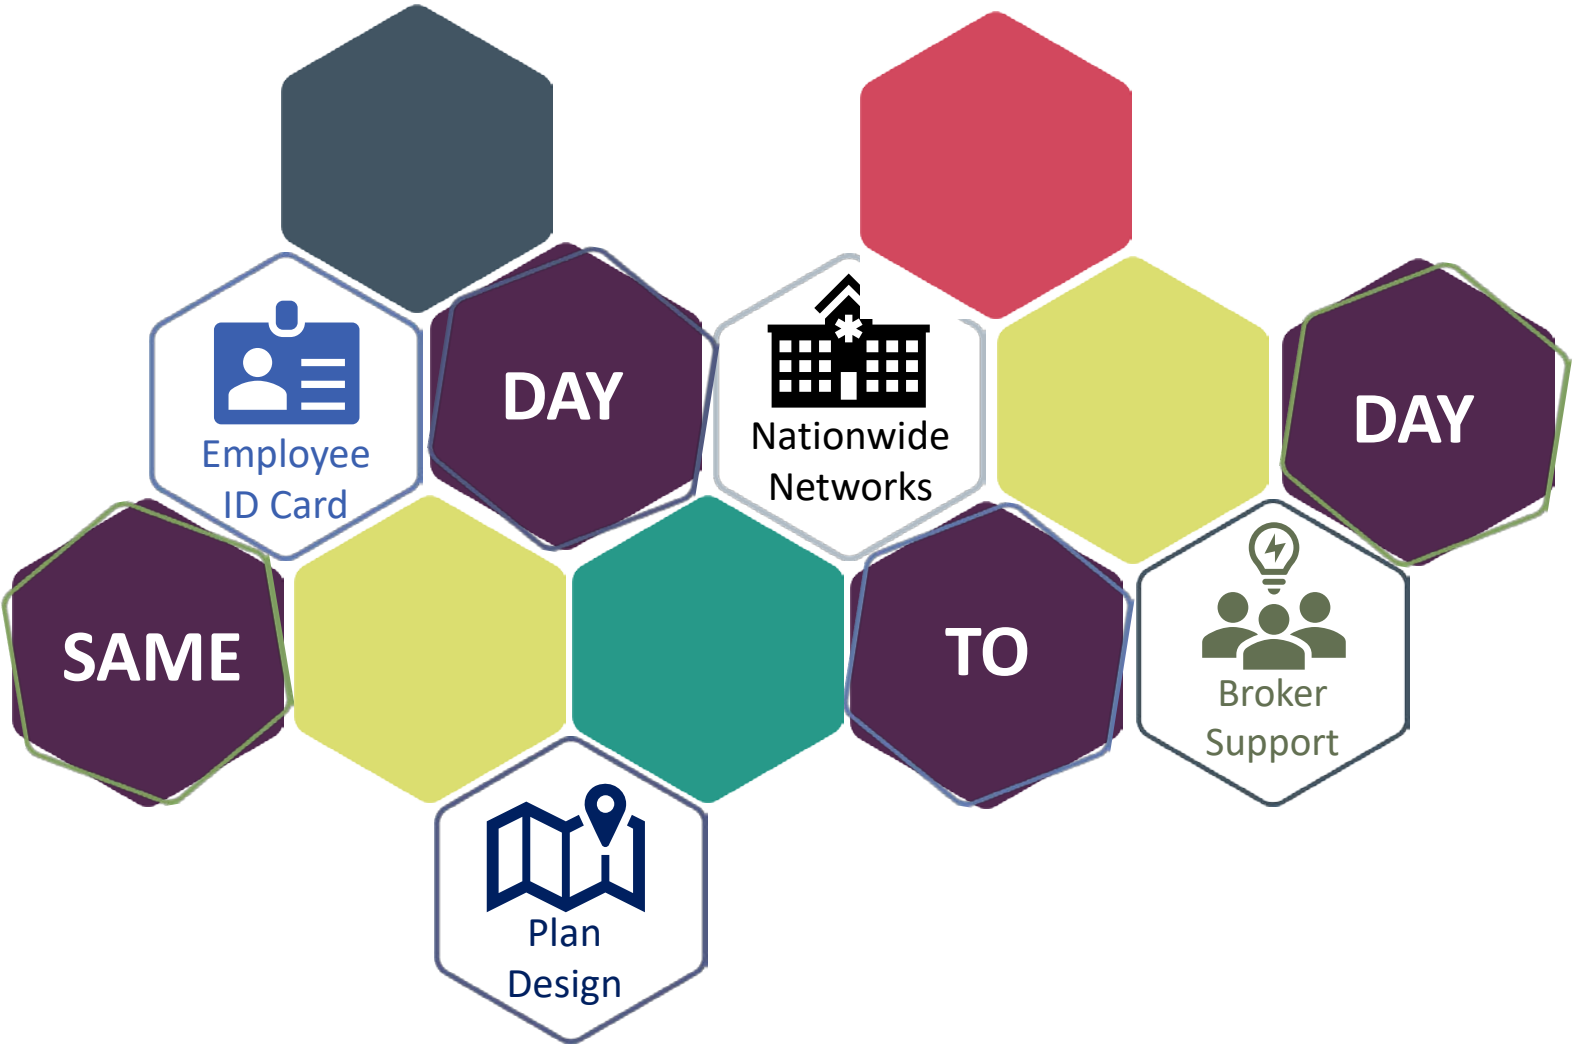 SAME
DAY
TO
DAY
Employee
ID Card
Nationwide
Networks
Broker
Support
Plan
Design